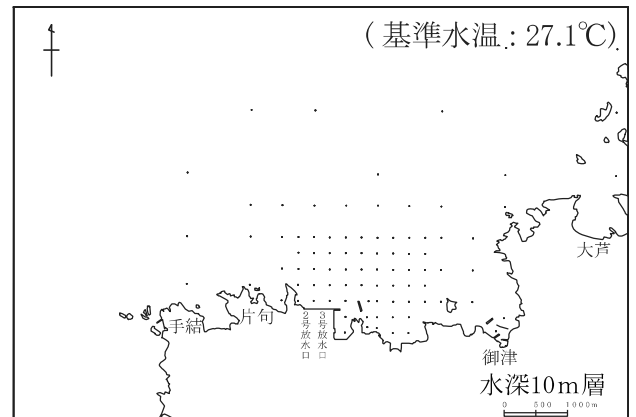 (基準水温:27.1℃)
大芦
手結
片句
2号放水口
3号放水口
御津
水深10m層
0 500 1000m